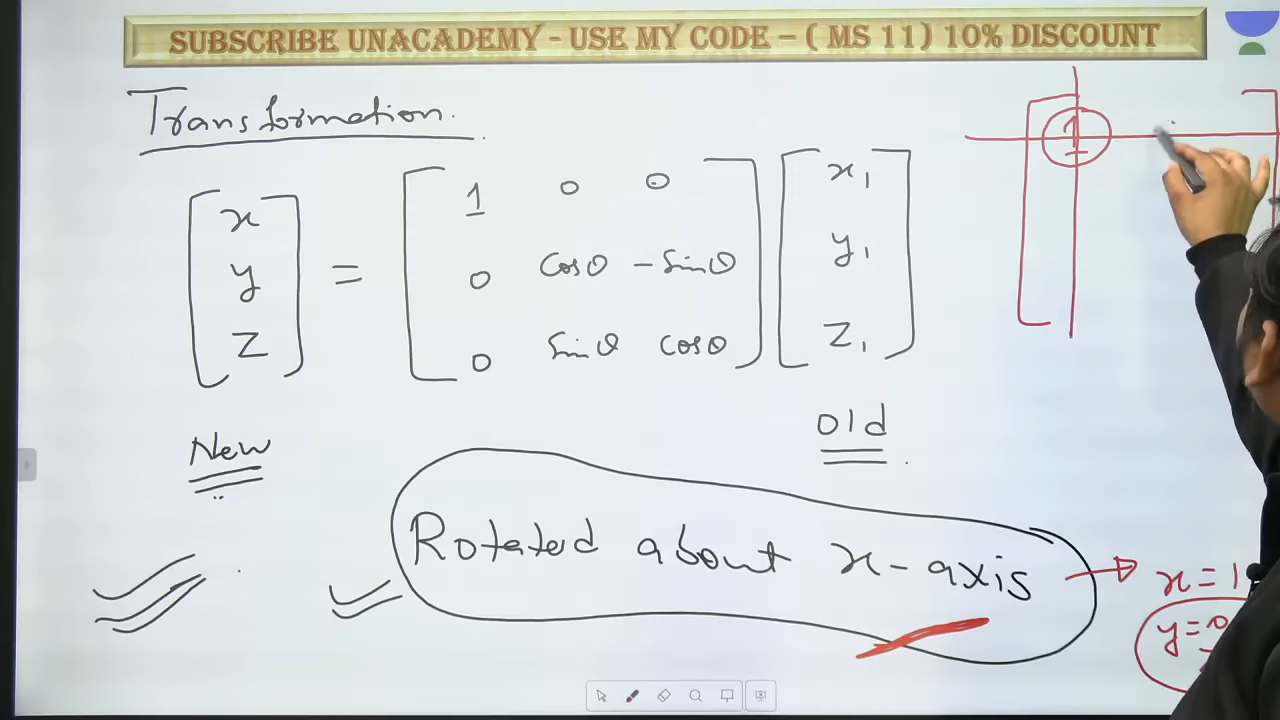 SUBSCRIBE UNACADEMY - USE MY CODE – ( MS 11) 10% DISCOUNT
Transformation.
x = 1 0 0 x1
y 0 cosθ - sinθ y1
z 0 sinθ cosθ z1
1
New
Old
Rotated about x-axis
x = 1
y = 0